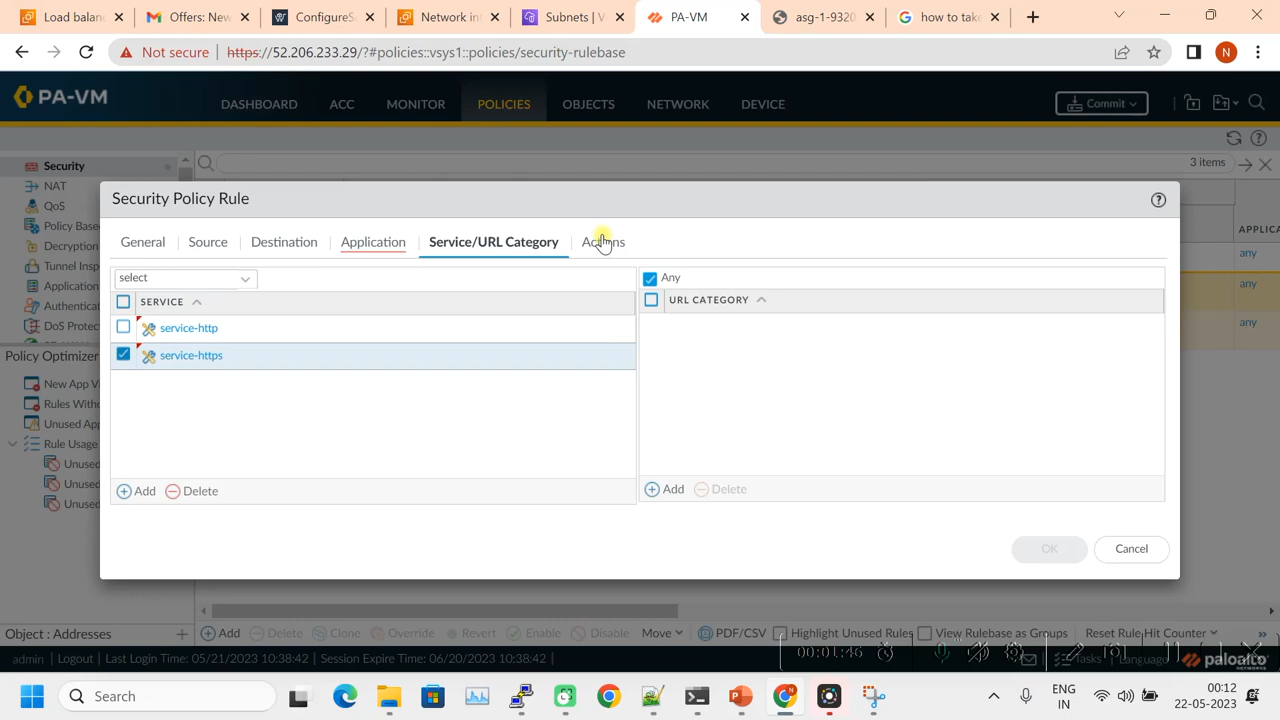 Load balan
Offers: New
ConfigureS
Network in
Subnets | V
PA-VM
asg-1-9320
how to take
Not secure
https://52.206.233.29/?#policies::vsys1::policies/security-rulebase
N
PA-VM
DASHBOARD
ACC
MONITOR
POLICIES
OBJECTS
NETWORK
DEVICE
Commit
Security
3 items
NAT
QoS
Policy Base
Decryption
Tunnel Insp
Application
Authentica
DoS Protec
APPLICA
any
any
any
Security Policy Rule
General
Source
Destination
Application
Service/URL Category
Actions
select
Any
SERVICE
URL CATEGORY
service-http
service-https
Add
Delete
Add
Delete
OK
Cancel
Policy Optimizer
New App V
Rules Witho
Unused App
Rule Usage
Unused
Unused
Unused
Object : Addresses
Add
Delete
Clone
Override
Revert
Enable
Disable
Move
PDF/CSV
Highlight Unused Rules
View Rulebase as Groups
Reset Rule Hit Counter
admin | Logout | Last Login Time: 05/21/2023 10:38:42 | Session Expire Time: 06/20/2023 10:38:42
00:01:46
Tasks
Language
paloalto
Search
ENG
IN
00:12
22-05-2023